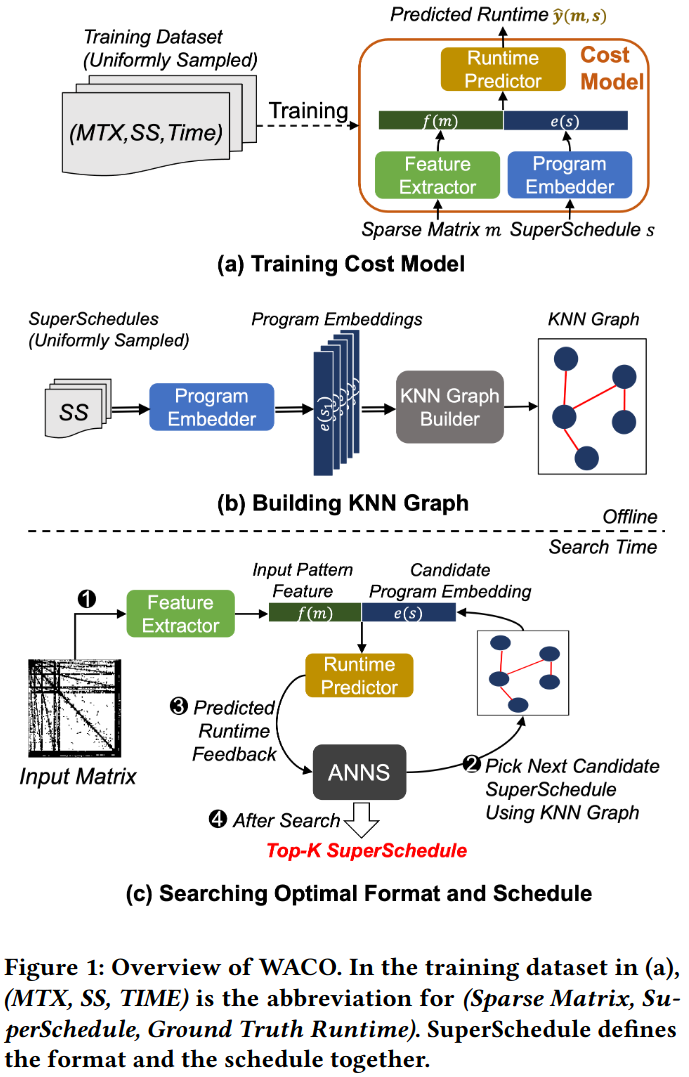 Predicted Runtime ŷ(m, s)
Training Dataset
(Uniformly Sampled)
(MTX,SS,Time)
Training
Runtime
Predictor
Cost
Model
f(m)
e(s)
Feature
Extractor
Program
Embedder
Sparse Matrix m
SuperSchedule s
(a) Training Cost Model
SuperSchedules
(Uniformly Sampled)
Program Embeddings
KNN Graph
SS
Program
Embedder
e(s)
KNN Graph
Builder
(b) Building KNN Graph
Offline
Search Time
Input Pattern
Feature
Candidate
Program Embedding
❶
Feature
Extractor
f(m)
e(s)
Runtime
Predictor
❸ Predicted
Runtime
Feedback
Input Matrix
ANNS
❷ Pick Next Candidate
SuperSchedule
Using KNN Graph
❹ After Search
Top-K SuperSchedule
(c) Searching Optimal Format and Schedule
Figure 1: Overview of WACO. In the training dataset in (a),
(MTX, SS, TIME) is the abbreviation for (Sparse Matrix, Su-
perSchedule, Ground Truth Runtime). SuperSchedule defines
the format and the schedule together.